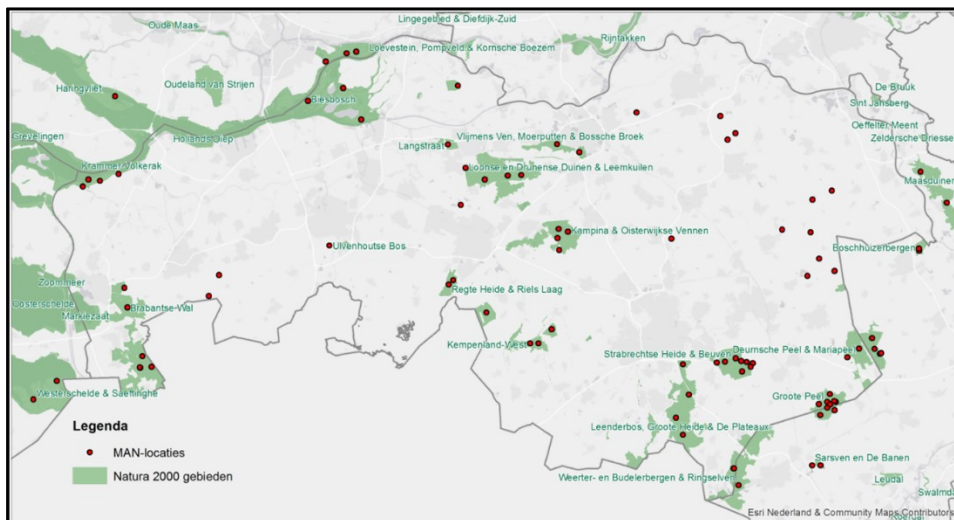 Oude Maas
Lingegebied & Diefdijk-Zuid
Rijntakken
Loevestein, Pompveld & Kornsche Boezem
Haringvliet
Oudeland van Strijen
Biesbosch
De Bruuk
Sint Jansberg
Oeffelter Meent
Zeldersche Driessen
Grevelingen
Hollands Diep
Vlijmens Ven, Moerputten & Bossche Broek
Langstraat
Krammer-Volkerak
Loonse en Drunense Duinen & Leemkuilen
Maasduinen
Kampina & Oisterwijkse Vennen
Ulvenhoutse Bos
Boschhuizerbergen
Zoommeer
Regte Heide & Riels Laag
Oosterschelde
Brabantse Wal
Markiezaat
Kempenland-West
Strabrechtse Heide & Beuven
Deurnsche Peel & Mariapeel
Westerschelde & Saeftinghe
Groote Peel
Leenderbos, Groote Heide & De Plateaux
Legenda
MAN-locaties
Natura 2000 gebieden
Sarsven en De Banen
Weerter- en Budelerbergen & Ringselven
Leudal
Swalmda
Esri Nederland & Community Maps Contributors